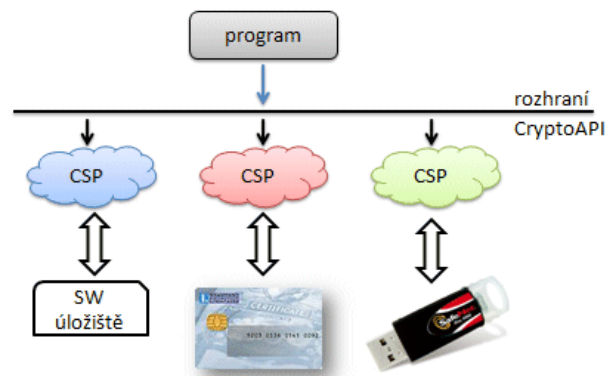 program
rozhraní
CryptoAPI
CSP
CSP
CSP
SW
úložiště